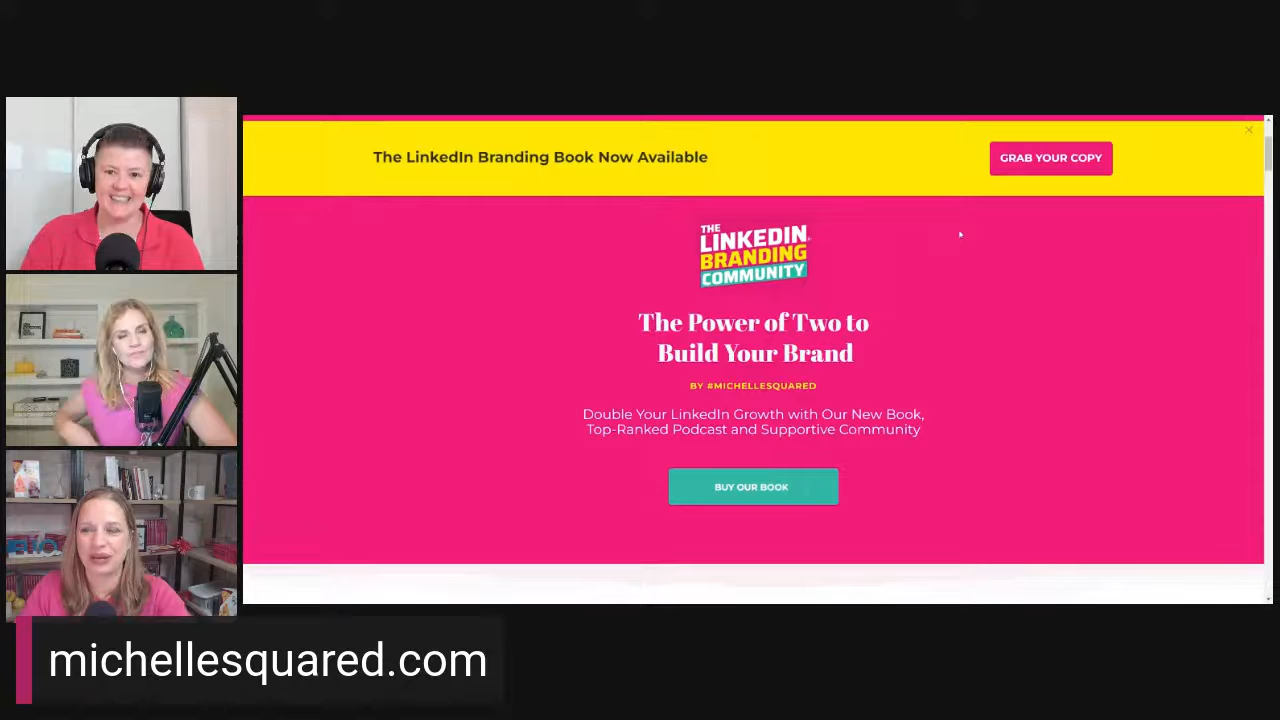 The LinkedIn Branding Book Now Available
GRAB YOUR COPY
THE
LINKEDIN
BRANDING
COMMUNITY
The Power of Two to
Build Your Brand
BY #MICHELLESQUARED
Double Your LinkedIn Growth with Our New Book,
Top-Ranked Podcast and Supportive Community
BUY OUR BOOK
michellesquared.com